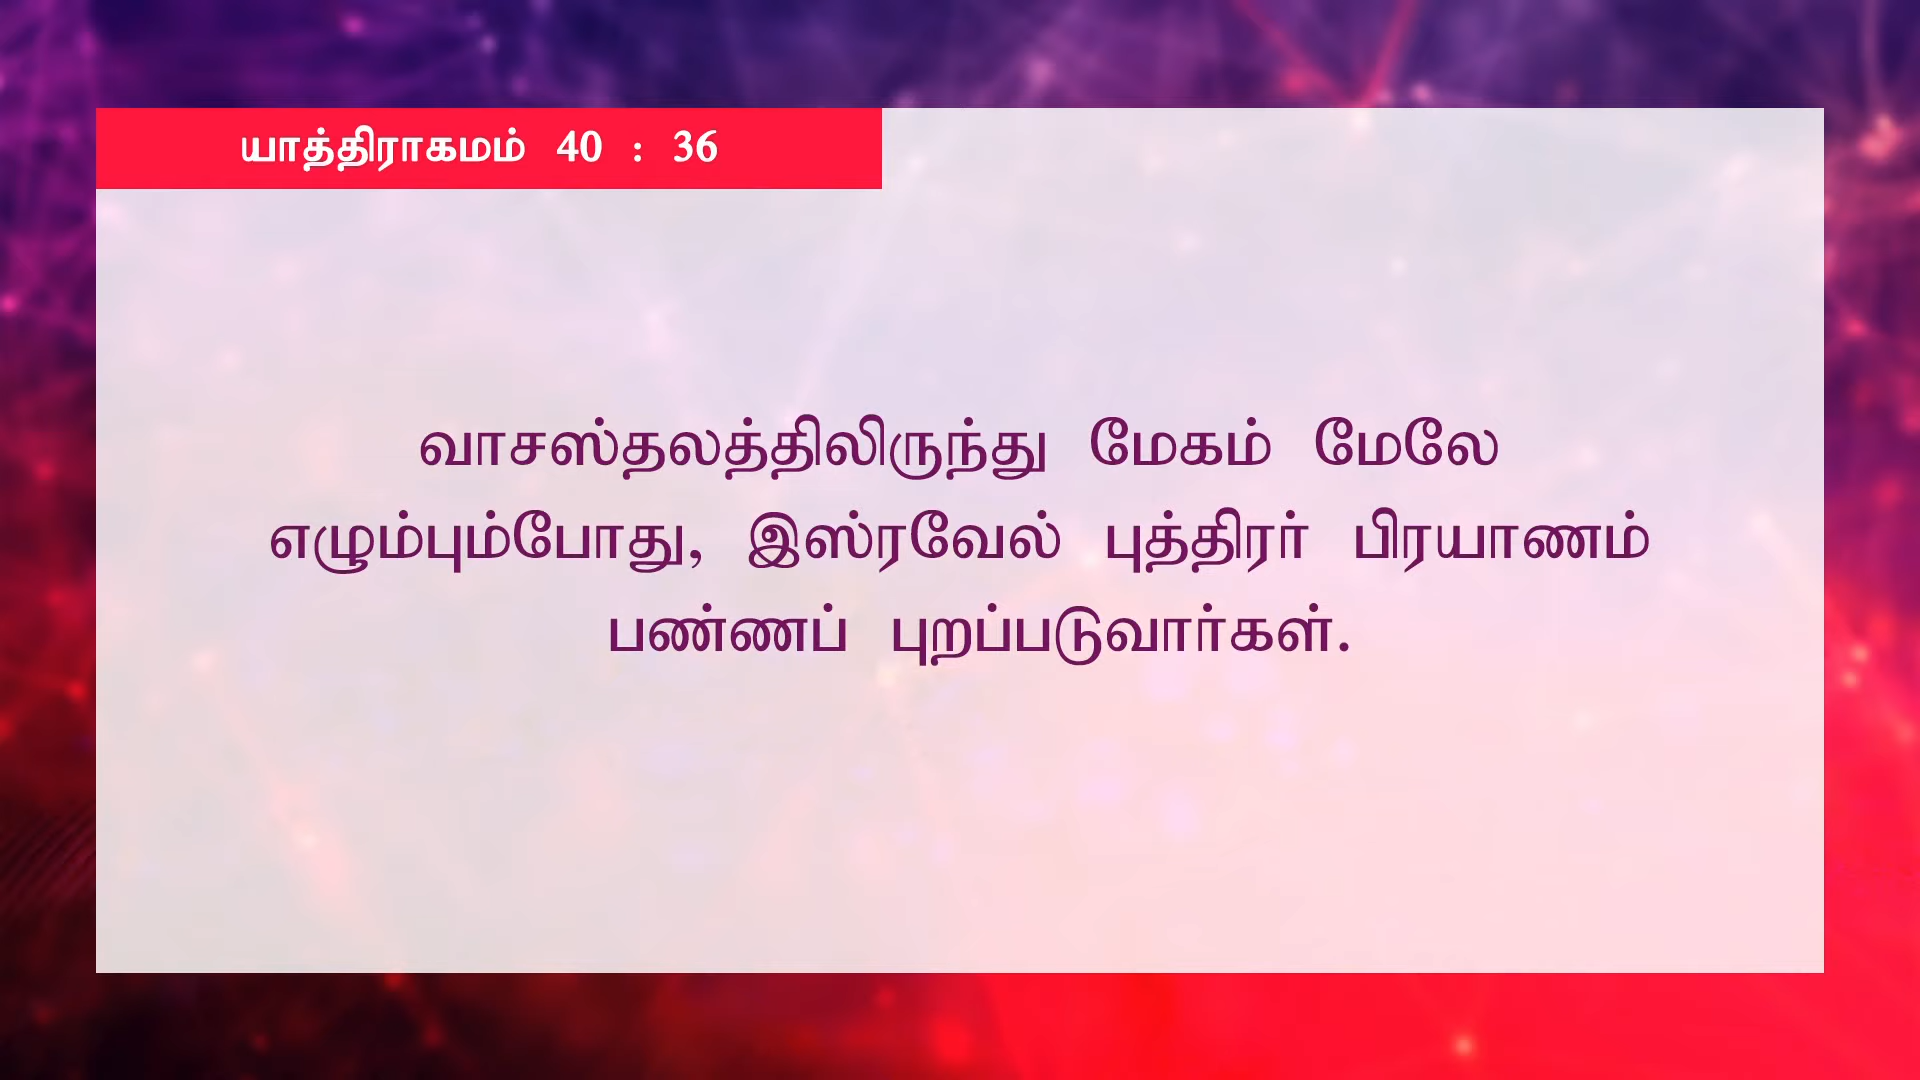 யாத்திராகமம் 40 : 36
வாசஸ்தலத்திலிருந்து மேகம் மேலே
எழும்பும்போது, இஸ்ரவேல் புத்திரர் பிரயாணம்
பண்ணப் புறப்படுவார்கள்.